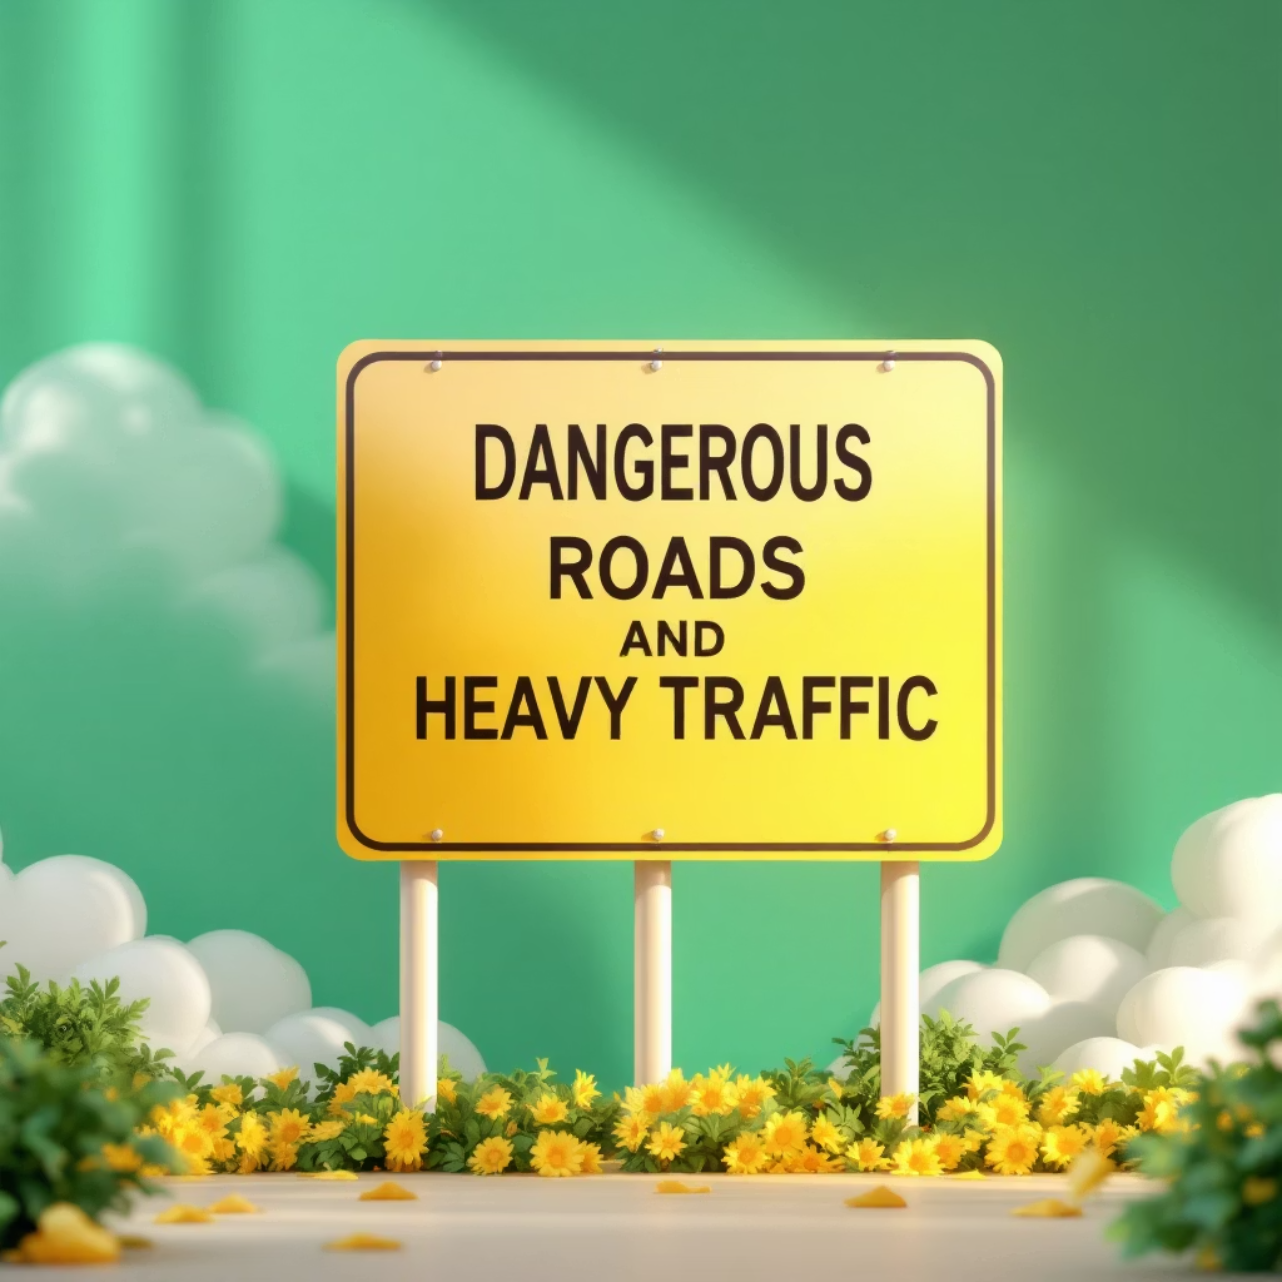 DANGEROUS
ROADS
AND
HEAVY TRAFFIC